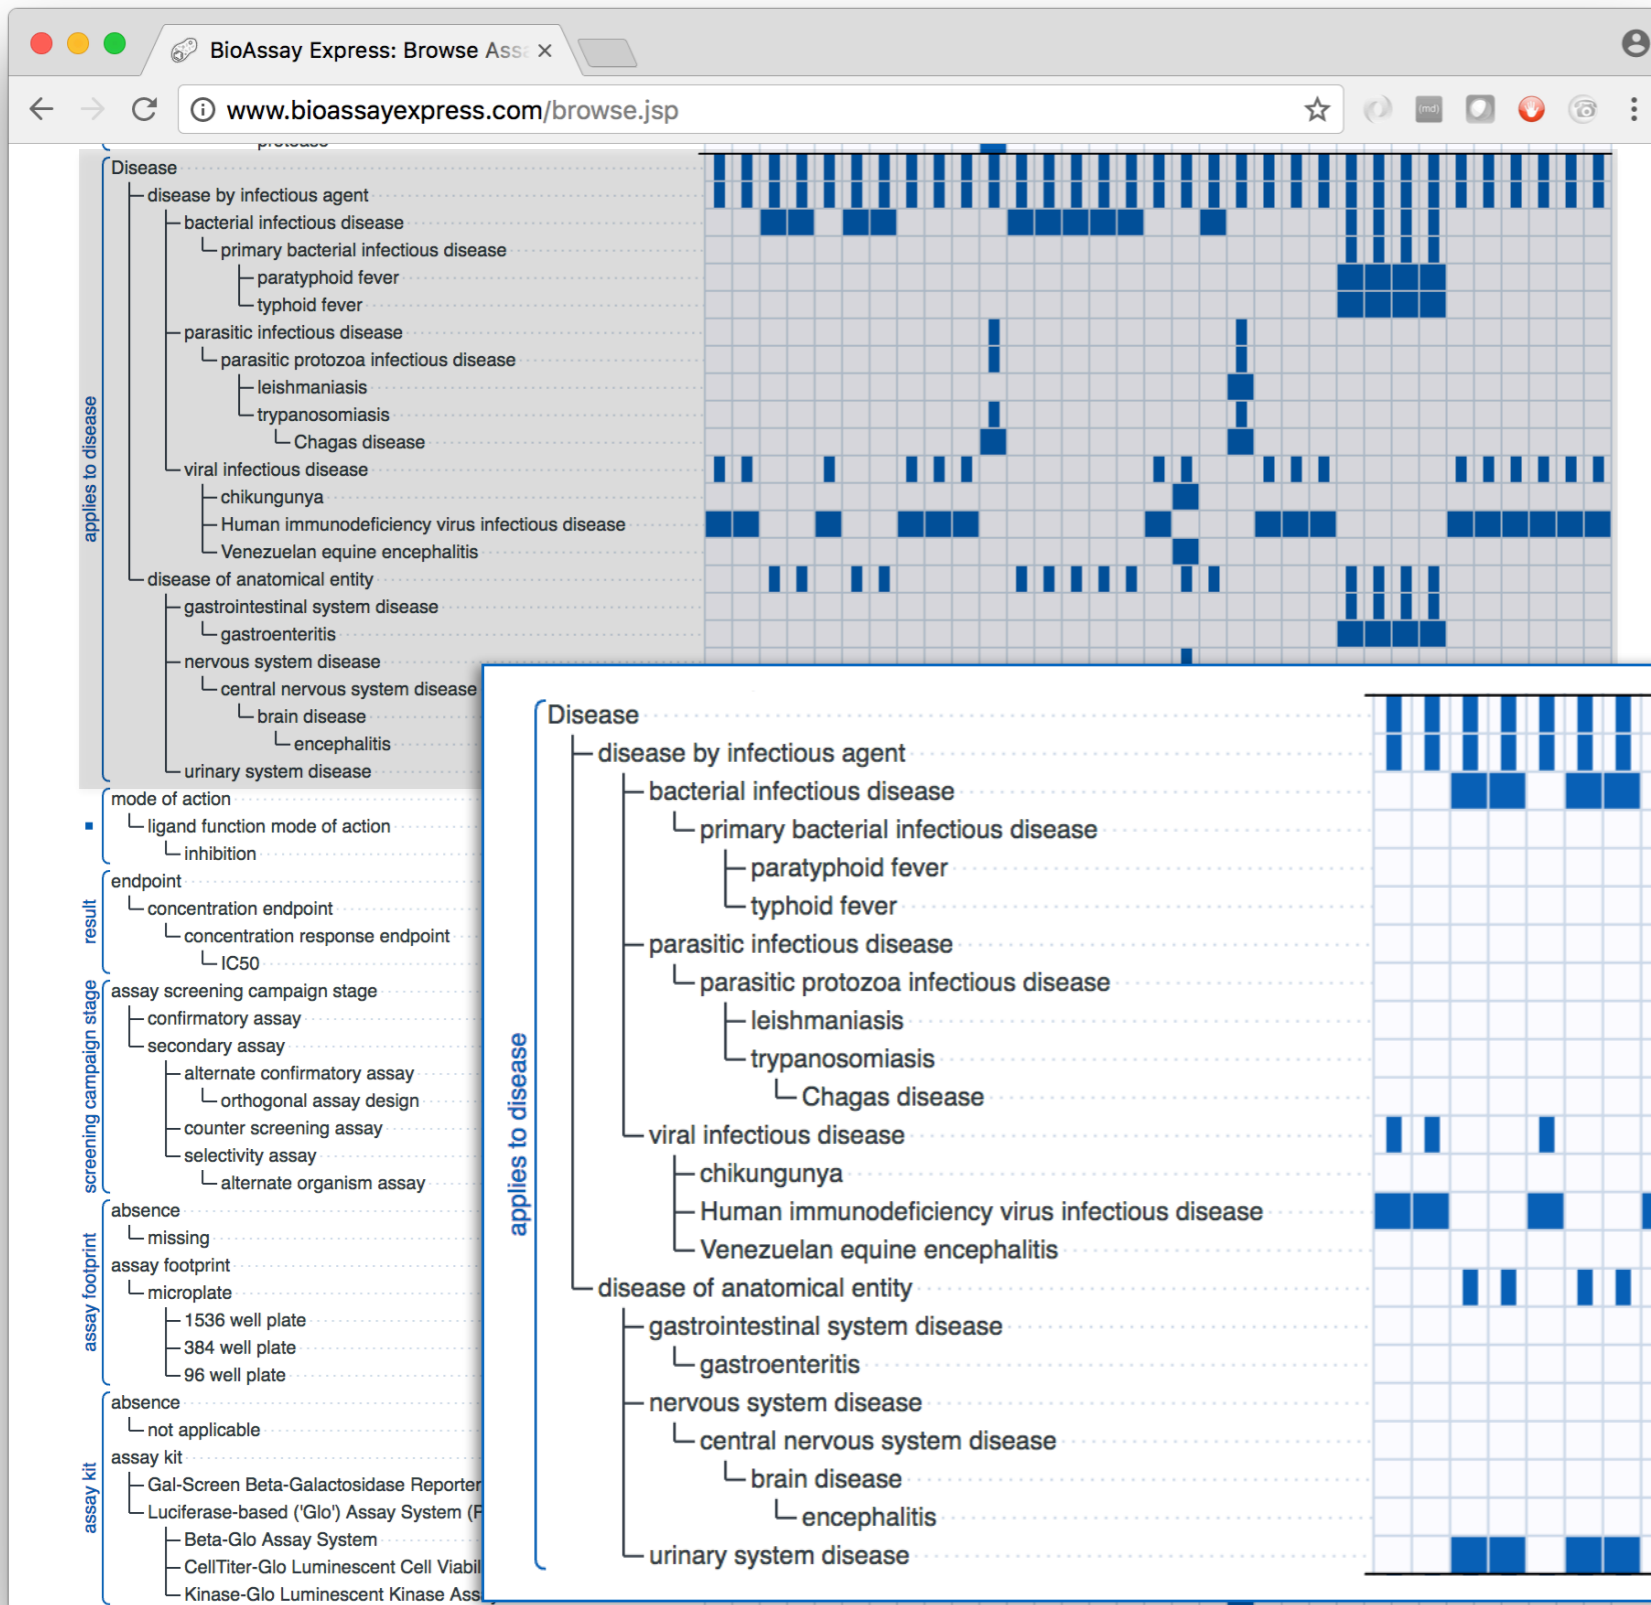 BioAssay Express: Browse Ass
www.bioassayexpress.com/browse.jsp
{md}
protease
applies to disease
Disease
disease by infectious agent
bacterial infectious disease
primary bacterial infectious disease
paratyphoid fever
typhoid fever
parasitic infectious disease
parasitic protozoa infectious disease
leishmaniasis
trypanosomiasis
Chagas disease
viral infectious disease
chikungunya
Human immunodeficiency virus infectious disease
Venezuelan equine encephalitis
disease of anatomical entity
gastrointestinal system disease
gastroenteritis
nervous system disease
central nervous system disease
brain disease
encephalitis
urinary system disease
mode of action
ligand function mode of action
inhibition
result
endpoint
concentration endpoint
concentration response endpoint
IC50
screening campaign stage
assay screening campaign stage
confirmatory assay
secondary assay
alternate confirmatory assay
orthogonal assay design
counter screening assay
selectivity assay
alternate organism assay
assay footprint
absence
missing
assay footprint
microplate
1536 well plate
384 well plate
96 well plate
assay kit
absence
not applicable
assay kit
Gal-Screen Beta-Galactosidase Reporter
Luciferase-based ('Glo') Assay System (P
Beta-Glo Assay System
CellTiter-Glo Luminescent Cell Viabil
Kinase-Glo Luminescent Kinase Ass
applies to disease
Disease
disease by infectious agent
bacterial infectious disease
primary bacterial infectious disease
paratyphoid fever
typhoid fever
parasitic infectious disease
parasitic protozoa infectious disease
leishmaniasis
trypanosomiasis
Chagas disease
viral infectious disease
chikungunya
Human immunodeficiency virus infectious disease
Venezuelan equine encephalitis
disease of anatomical entity
gastrointestinal system disease
gastroenteritis
nervous system disease
central nervous system disease
brain disease
encephalitis
urinary system disease